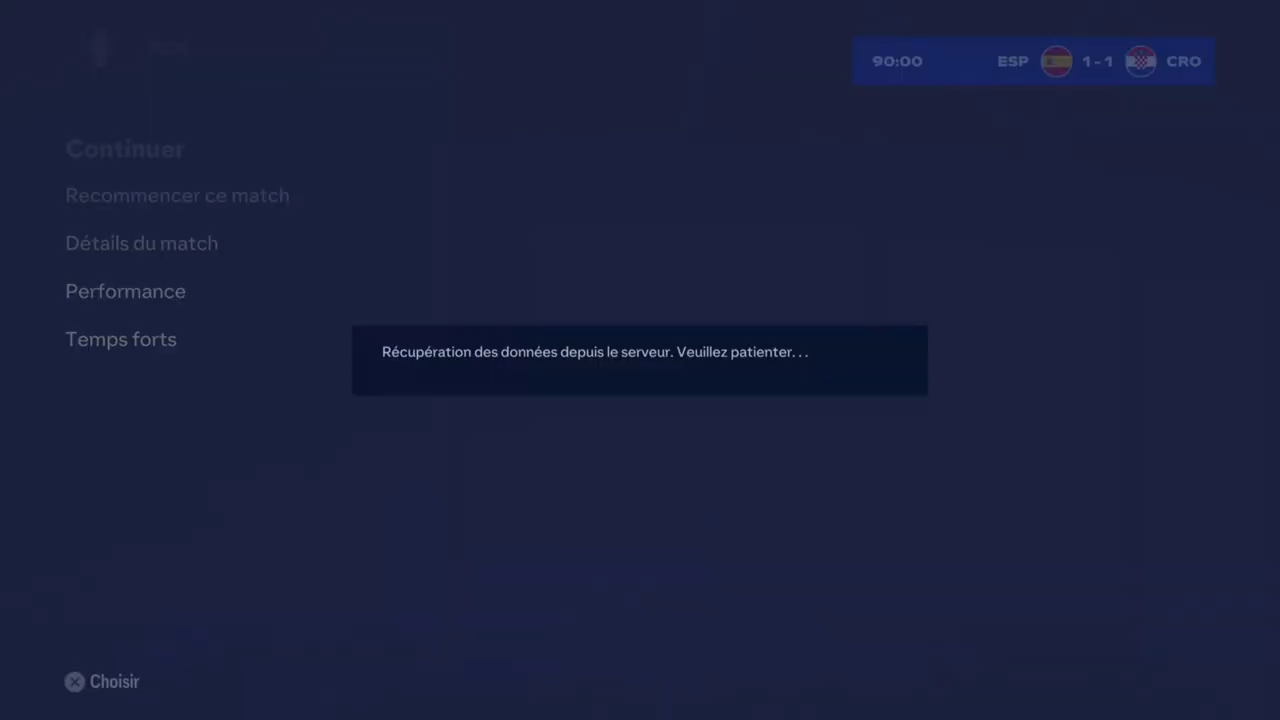 90:00 ESP 1 - 1 CRO
Continuer
Recommencer ce match
Détails du match
Performance
Temps forts
Récupération des données depuis le serveur. Veuillez patienter. . .
Choisir